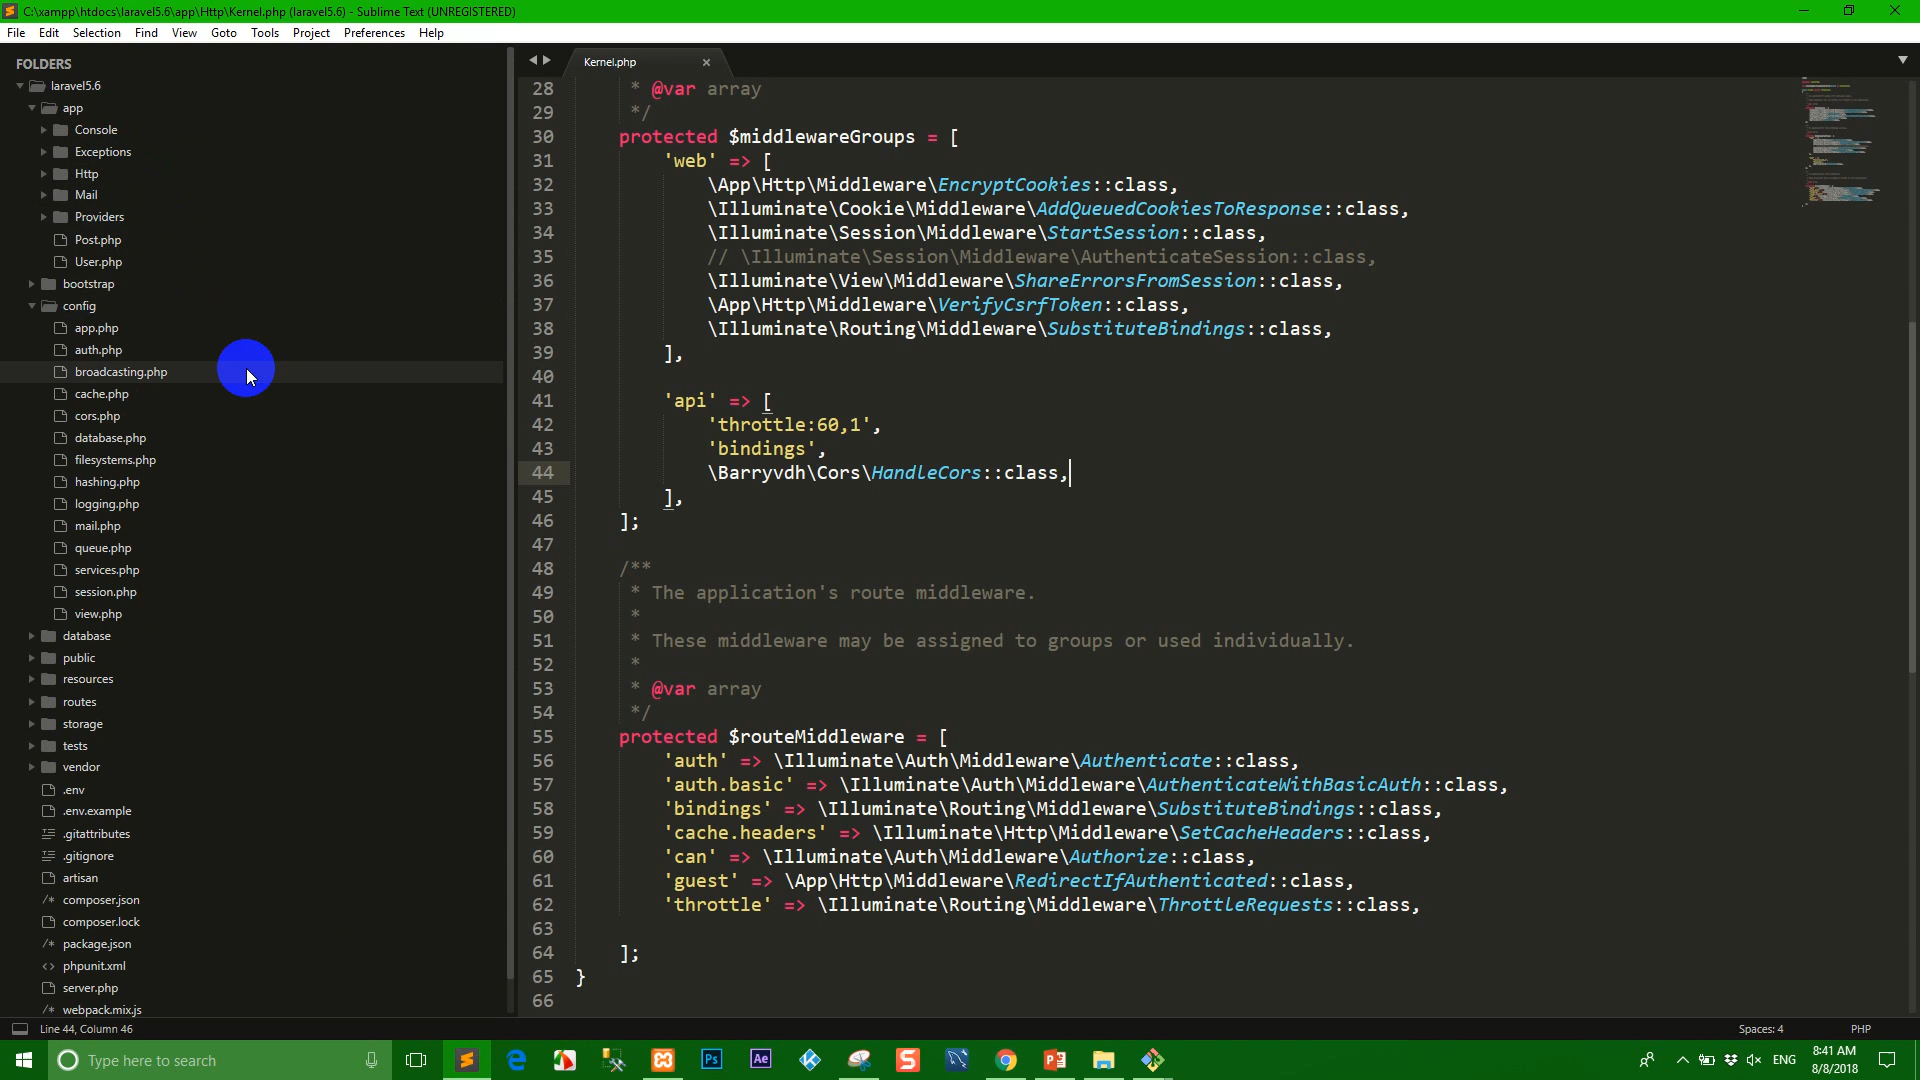 C:\xampp\htdocs\laravel5.6\app\Http\Kernel.php (laravel5.6) - Sublime Text (UNREGISTERED)
File Edit Selection Find View Goto Tools Project Preferences Help
FOLDERS
laravel5.6
app
Console
Exceptions
Http
Mail
Providers
Post.php
User.php
bootstrap
config
app.php
auth.php
broadcasting.php
cache.php
cors.php
database.php
filesystems.php
hashing.php
logging.php
mail.php
queue.php
services.php
session.php
view.php
database
public
resources
routes
storage
tests
vendor
.env
.env.example
.gitattributes
.gitignore
artisan
composer.json
composer.lock
package.json
phpunit.xml
server.php
webpack.mix.js
Kernel.php
28 * @var array
29 */
30 protected $middlewareGroups = [
31 'web' => [
32 \App\Http\Middleware\EncryptCookies::class,
33 \Illuminate\Cookie\Middleware\AddQueuedCookiesToResponse::class,
34 \Illuminate\Session\Middleware\StartSession::class,
35 // \Illuminate\Session\Middleware\AuthenticateSession::class,
36 \Illuminate\View\Middleware\ShareErrorsFromSession::class,
37 \App\Http\Middleware\VerifyCsrfToken::class,
38 \Illuminate\Routing\Middleware\SubstituteBindings::class,
39 ],
40
41 'api' => [
42 'throttle:60,1',
43 'bindings',
44 \Barryvdh\Cors\HandleCors::class,
45 ],
46 ];
47
48 /**
49 * The application's route middleware.
50 *
51 * These middleware may be assigned to groups or used individually.
52 *
53 * @var array
54 */
55 protected $routeMiddleware = [
56 'auth' => \Illuminate\Auth\Middleware\Authenticate::class,
57 'auth.basic' => \Illuminate\Auth\Middleware\AuthenticateWithBasicAuth::class,
58 'bindings' => \Illuminate\Routing\Middleware\SubstituteBindings::class,
59 'cache.headers' => \Illuminate\Http\Middleware\SetCacheHeaders::class,
60 'can' => \Illuminate\Auth\Middleware\Authorize::class,
61 'guest' => \App\Http\Middleware\RedirectIfAuthenticated::class,
62 'throttle' => \Illuminate\Routing\Middleware\ThrottleRequests::class,
63
64 ];
65 }
66
Line 44, Column 46
Spaces: 4
PHP
Type here to search
Ps
Ae
ENG
8:41 AM
8/8/2018